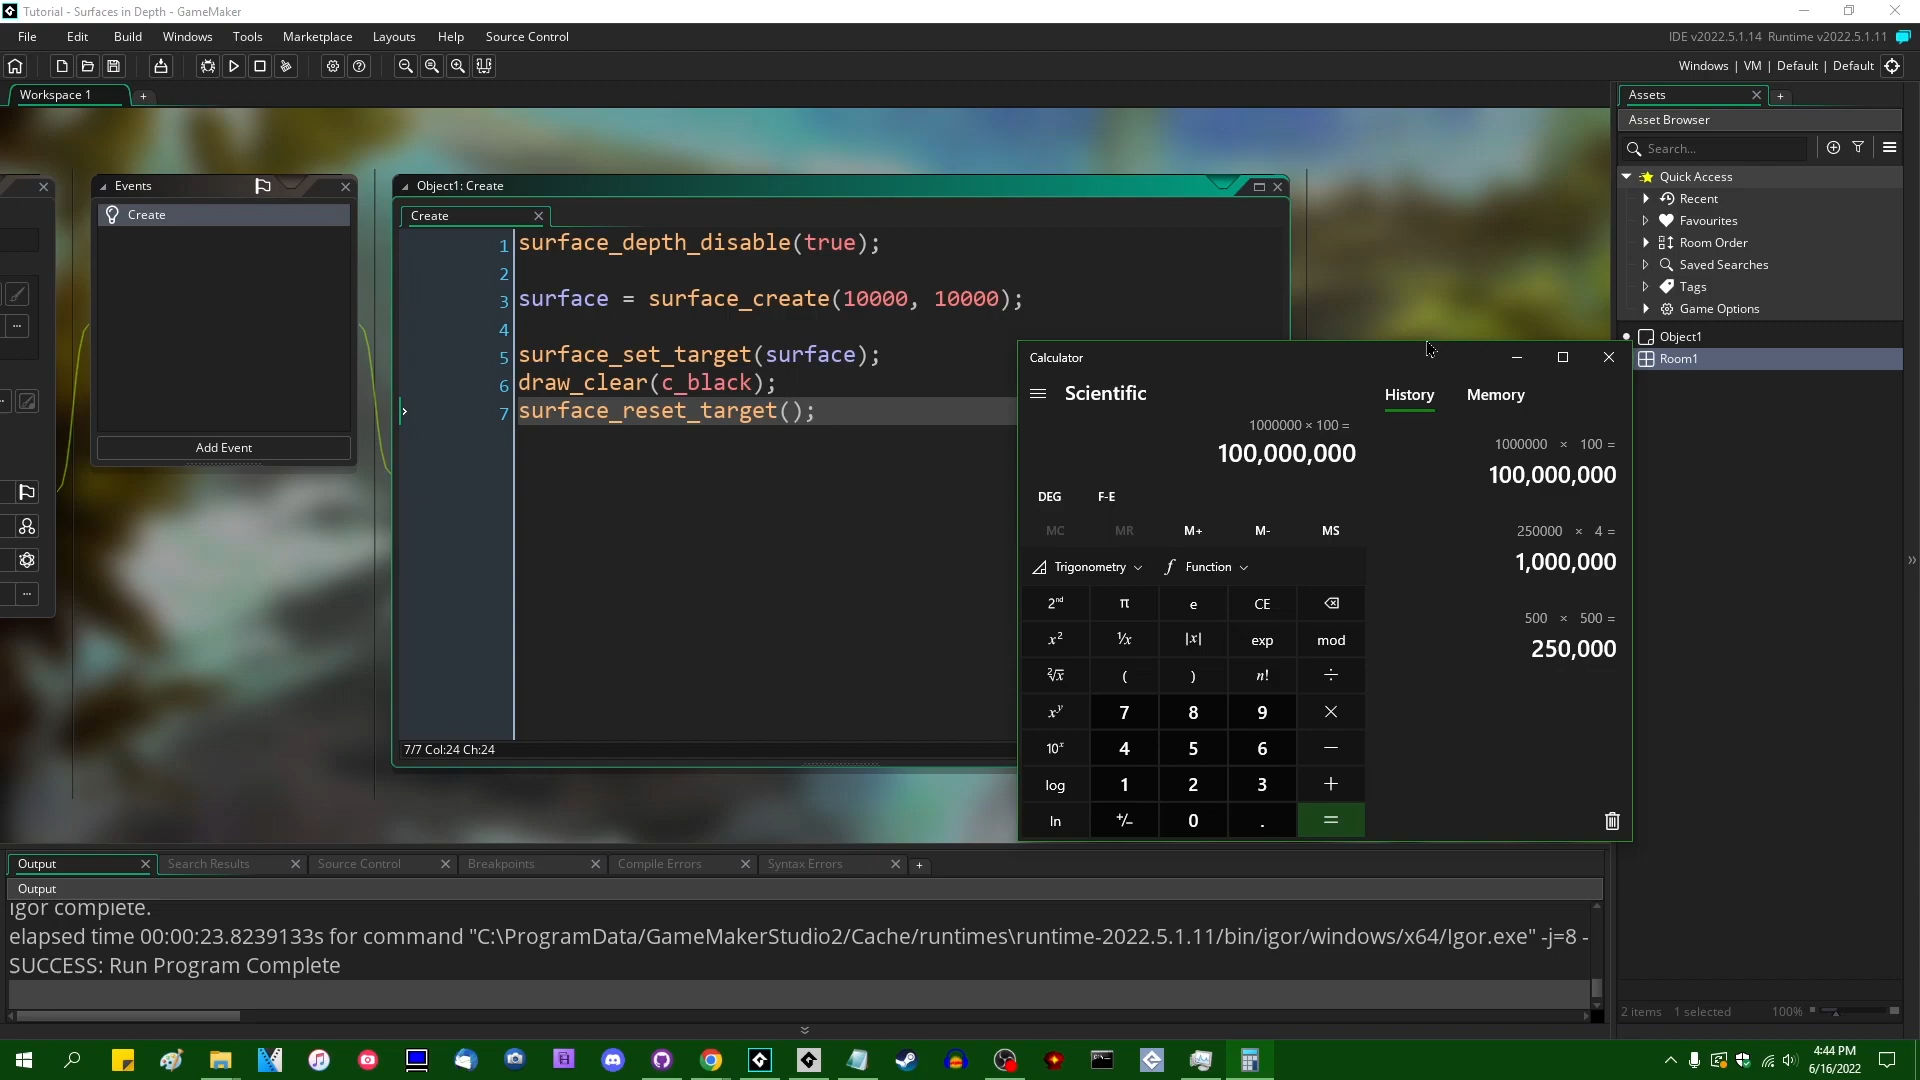 Tutorial - Surfaces in Depth - GameMaker
File Edit Build Windows Tools Marketplace Layouts Help Source Control
IDE v2022.5.1.14 Runtime v2022.5.1.11
Windows | VM | Default | Default
Workspace 1
Events
Create
Add Event
Object1: Create
Create
1 surface_depth_disable(true);
2
3 surface = surface_create(10000, 10000);
4
5 surface_set_target(surface);
6 draw_clear(c_black);
7 surface_reset_target();
7/7 Col:24 Ch:24
Calculator
Scientific
1000000 × 100 =
100,000,000
DEG F-E
MC MR M+ M- MS
Trigonometry Function
2nd π e CE
x² ¹/x |x| exp mod
²√x ( ) n! ÷
xʸ 7 8 9 ×
10ˣ 4 5 6 −
log 1 2 3 +
ln +/− 0 . =
History Memory
1000000 × 100 =
100,000,000
250000 × 4 =
1,000,000
500 × 500 =
250,000
Assets
Asset Browser
Search...
Quick Access
Recent
Favourites
Room Order
Saved Searches
Tags
Game Options
Object1
Room1
2 items 1 selected 100%
Output Search Results Source Control Breakpoints Compile Errors Syntax Errors
Output
Igor complete.
elapsed time 00:00:23.8239133s for command "C:\ProgramData/GameMakerStudio2/Cache/runtimes\runtime-2022.5.1.11/bin/igor/windows/x64/Igor.exe" -j=8 -
SUCCESS: Run Program Complete
4:44 PM
6/16/2022